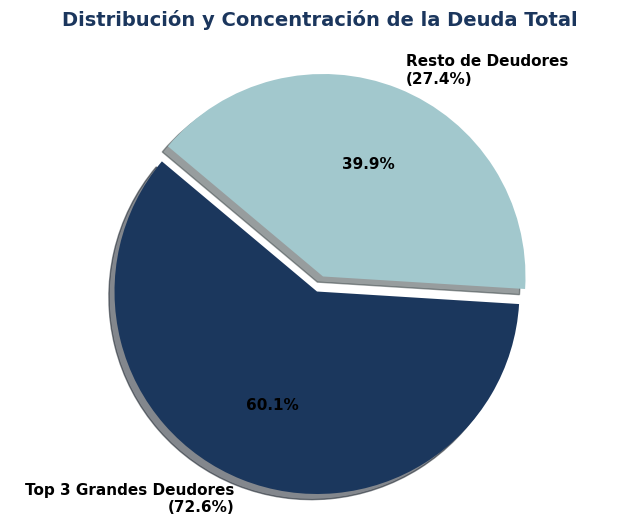 Distribución y Concentración de la Deuda Total
Resto de Deudores
(27.4%)
39.9%
60.1%
Top 3 Grandes Deudores
(72.6%)